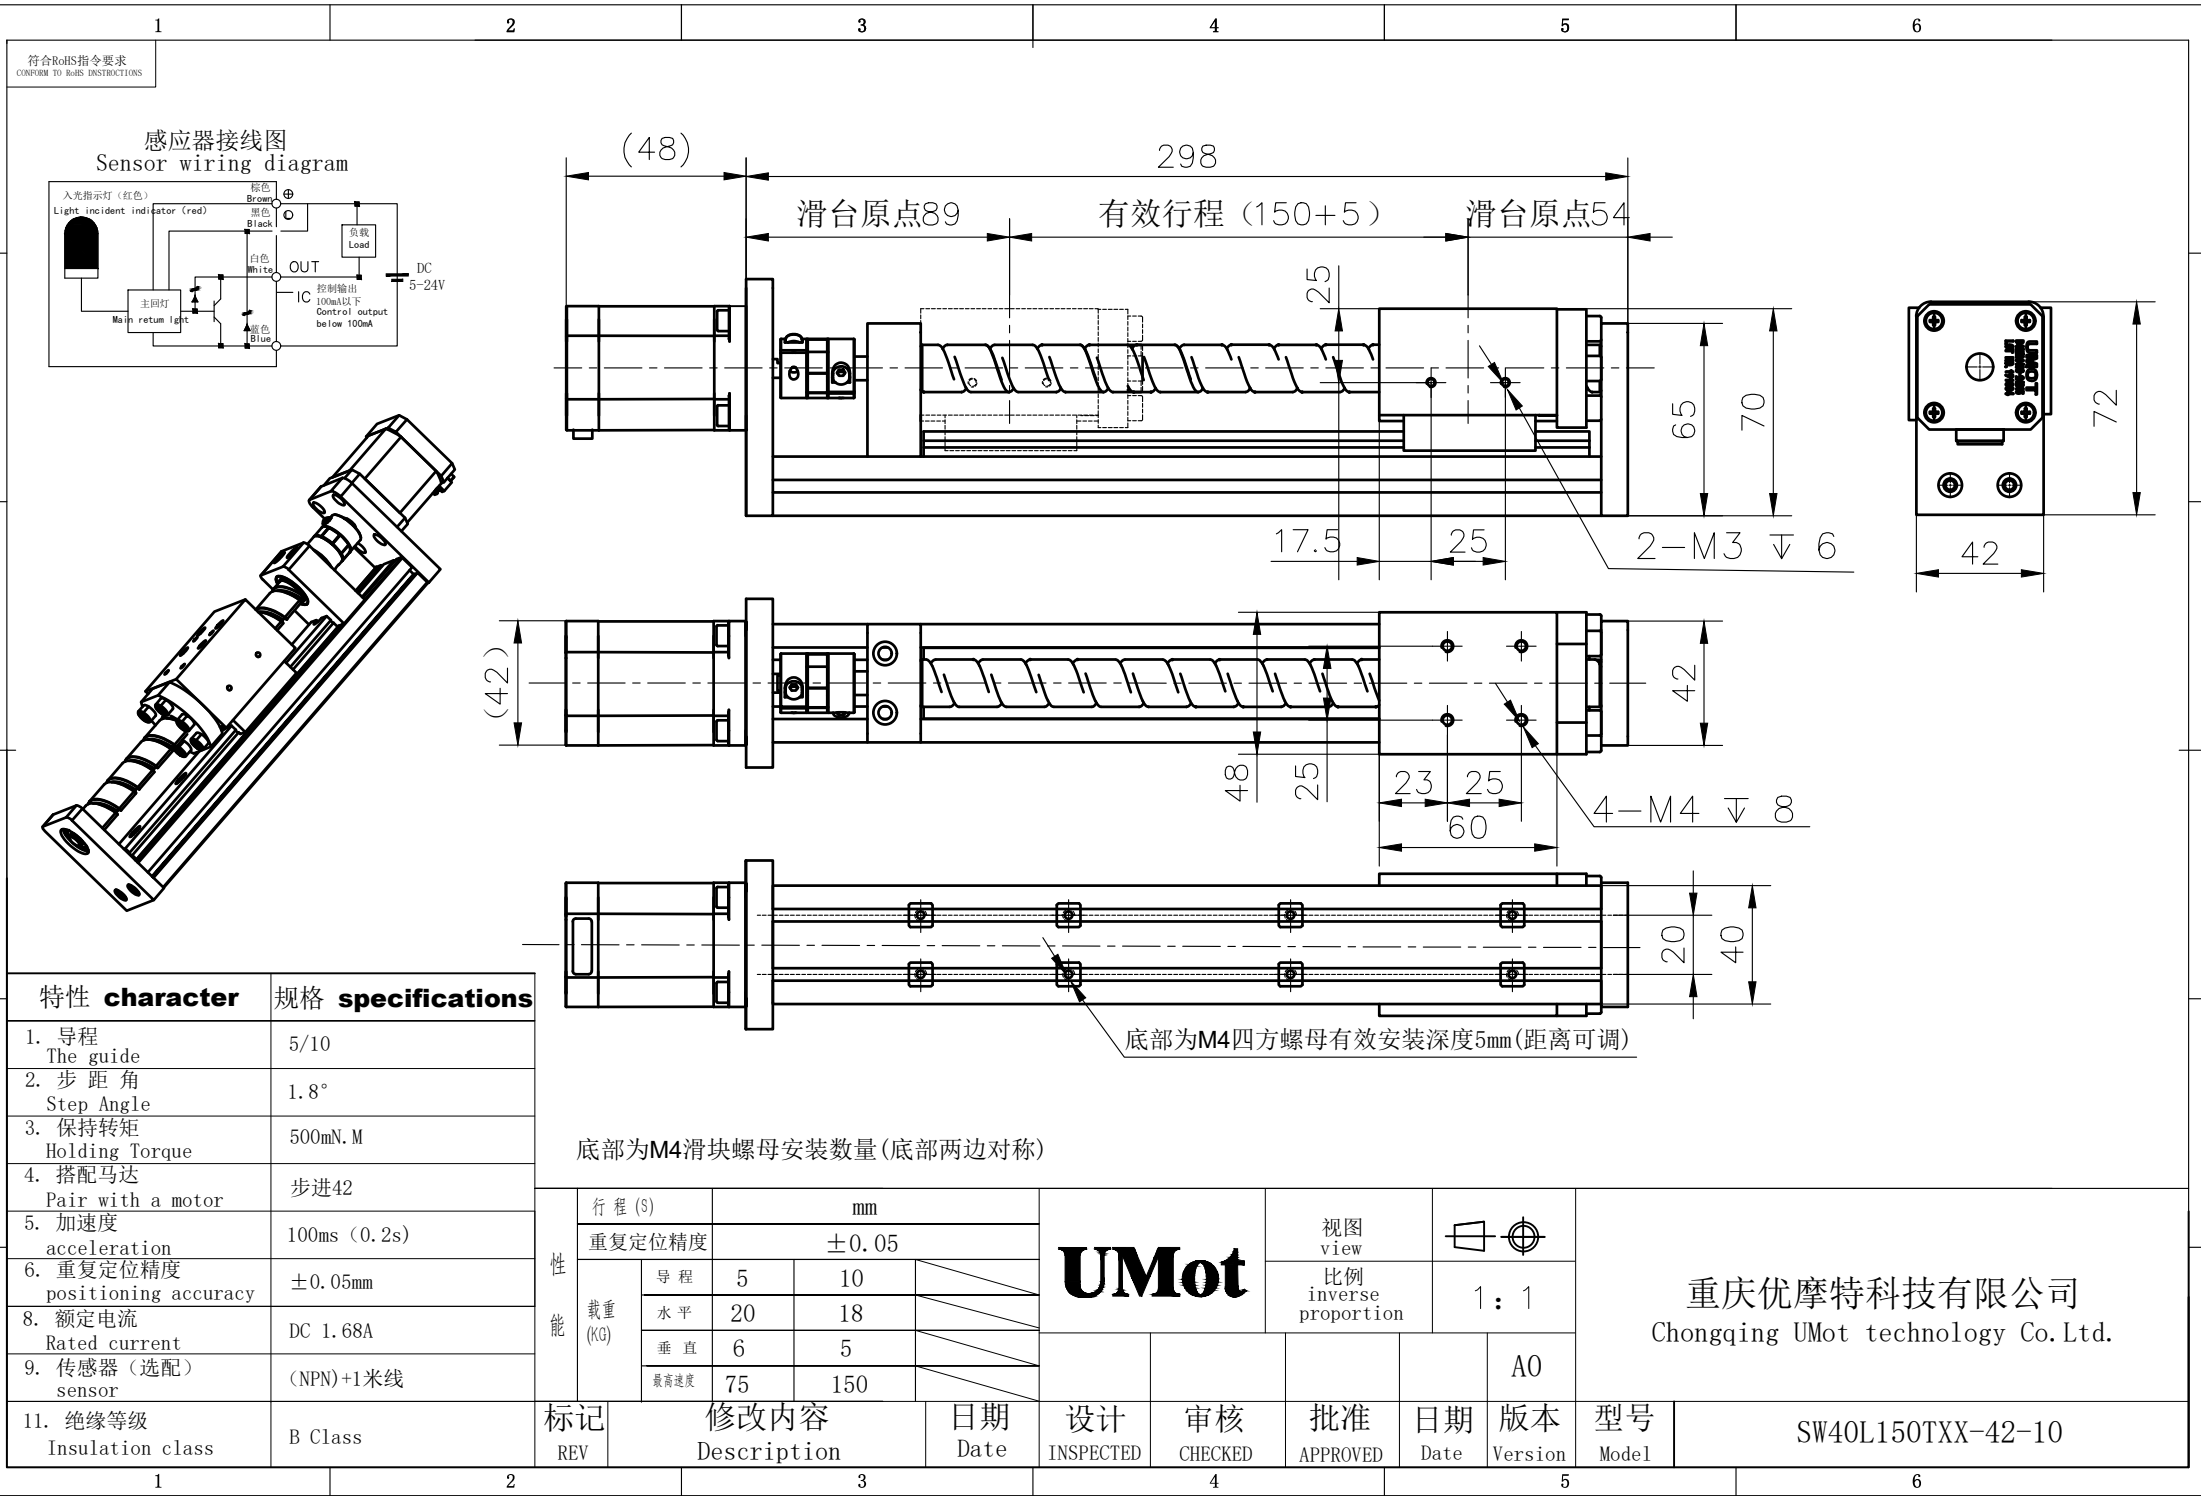 1 2 3 4 5 6
符合RoHS指令要求
CONFORM TO RoHS DNSTROCTIONS
感应器接线图
Sensor wiring diagram
入光指示灯（红色）
Light incident indicator (red)
棕色
Brown
黑色
Black
白色
White
蓝色
Blue
OUT
IC
控制输出
100mA以下
Control output
below 100mA
负载
Load
DC
5-24V
主回灯
Main retum lght
(48)
298
滑台原点89
有效行程（150+5）
滑台原点54
25
65
70
17.5
25
2-M3 ↧ 6
72
42
(42)
48
25
23
25
60
42
4-M4 ↧ 8
20
40
底部为M4四方螺母有效安装深度5mm(距离可调)
底部为M4滑块螺母安装数量(底部两边对称)
特性 character 规格 specifications
1. 导程
The guide
5/10
2. 步 距 角
Step Angle
1.8°
3. 保持转矩
Holding Torque
500mN.M
4. 搭配马达
Pair with a motor
步进42
5. 加速度
acceleration
100ms（0.2s)
6. 重复定位精度
positioning accuracy
±0.05mm
8. 额定电流
Rated current
DC 1.68A
9. 传感器（选配）
sensor
（NPN)+1米线
11. 绝缘等级
Insulation class
B Class
性能
行 程 (S) mm
重复定位精度 ±0.05
载重
(KG)
导 程 5 10
水 平 20 18
垂 直 6 5
最高速度 75 150
UMot
视图
view
比例
inverse
proportion
1：1
A0
重庆优摩特科技有限公司
Chongqing UMot technology Co.Ltd.
标记
REV
修改内容
Description
日期
Date
设计
INSPECTED
审核
CHECKED
批准
APPROVED
日期
Date
版本
Version
型号
Model
SW40L150TXX-42-10
UMOT
1 2 3 4 5 6